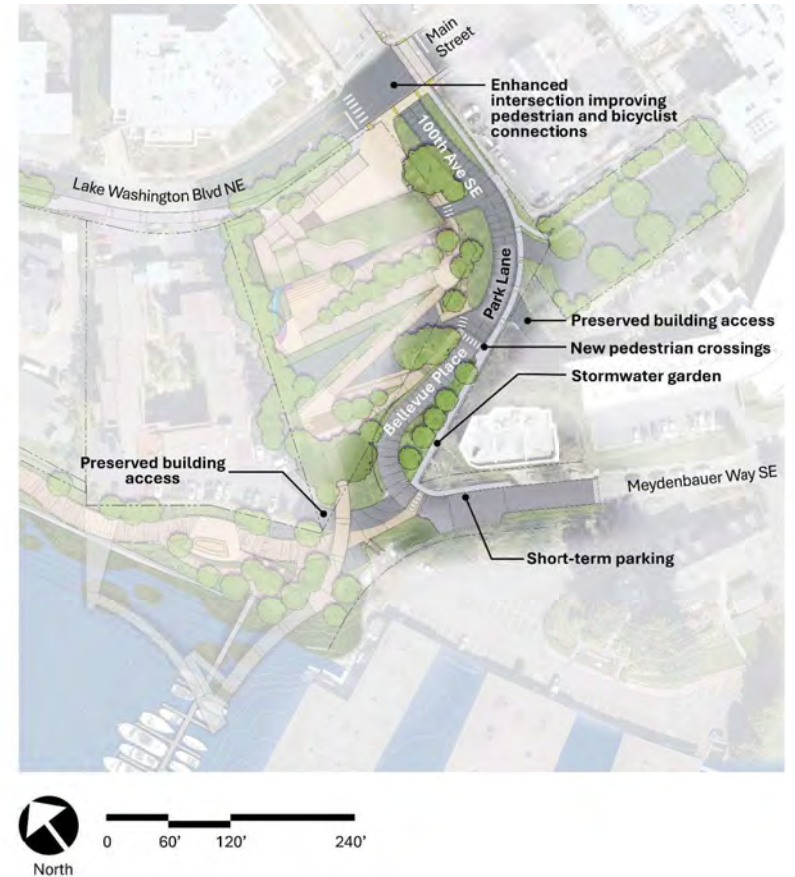 Main
Street
Enhanced
intersection improving
pedestrian and bicyclist
connections
100th Ave SE
Lake Washington Blvd NE
Park Lane
Preserved building access
New pedestrian crossings
Stormwater garden
Bellevue Place
Preserved building
access
Meydenbauer Way SE
Short-term parking
0 60' 120' 240'
North